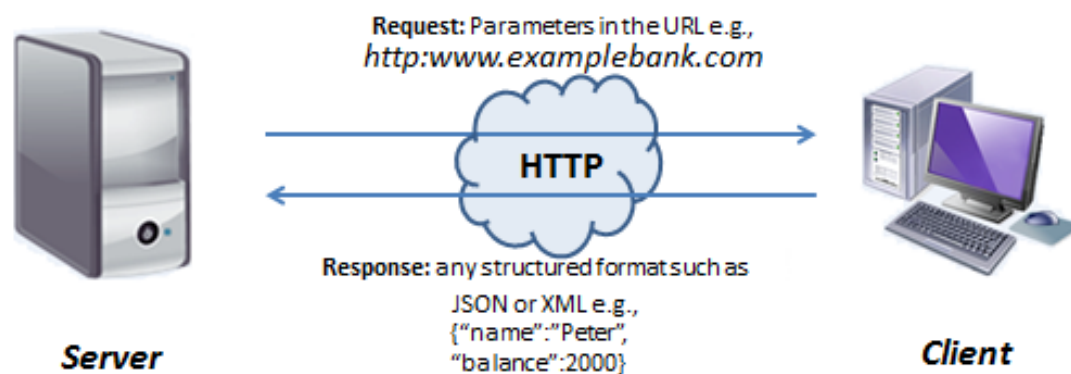 Request: Parameters in the URL e.g.,
http:www.examplebank.com
HTTP
Response: any structured format such as
JSON or XML e.g.,
{“name”:”Peter”,
“balance”:2000}
Server
Client